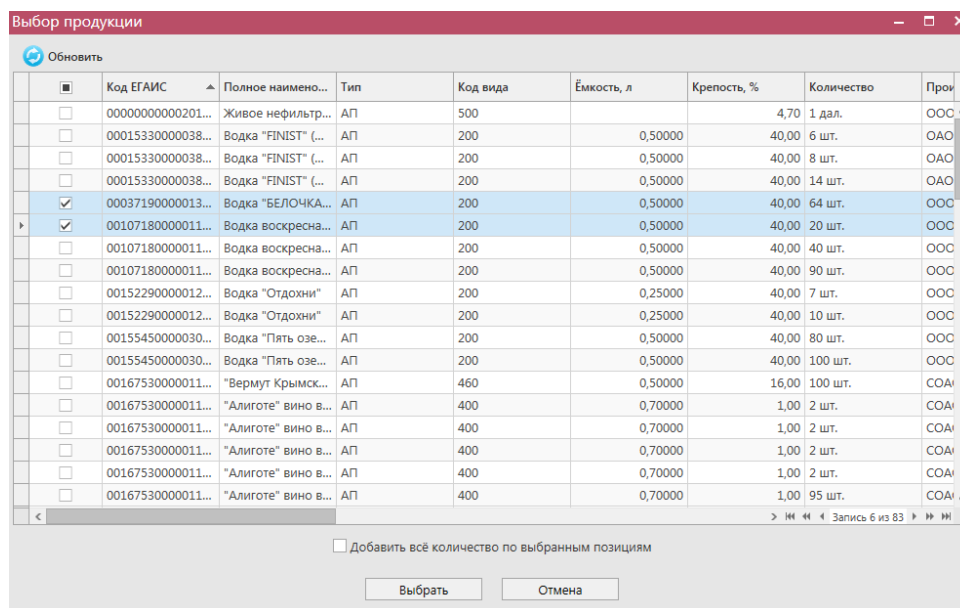 Выбор продукции
Обновить
Код ЕГАИС Полное наимено... Тип Код вида Ёмкость, л Крепость, % Количество Прои
00000000000201... Живое нефильтр... АП 500 4,70 1 дал. ООО
00015330000038... Водка "FINIST" (... АП 200 0,50000 40,00 6 шт. ОАО
00015330000038... Водка "FINIST" (... АП 200 0,50000 40,00 8 шт. ОАО
00015330000038... Водка "FINIST" (... АП 200 0,50000 40,00 14 шт. ОАО
00037190000013... Водка "БЕЛОЧКА... АП 200 0,50000 40,00 64 шт. ООО
00107180000011... Водка воскресна... АП 200 0,50000 40,00 20 шт. ООО
00107180000011... Водка воскресна... АП 200 0,50000 40,00 40 шт. ООО
00107180000011... Водка воскресна... АП 200 0,50000 40,00 90 шт. ООО
00152290000012... Водка "Отдохни" АП 200 0,25000 40,00 7 шт. ООО
00152290000012... Водка "Отдохни" АП 200 0,25000 40,00 10 шт. ООО
00155450000030... Водка "Пять озе... АП 200 0,50000 40,00 80 шт. ООО
00155450000030... Водка "Пять озе... АП 200 0,50000 40,00 100 шт. ООО
00167530000011... "Вермут Крымск... АП 460 0,50000 16,00 100 шт. СОА
00167530000011... "Алиготе" вино в... АП 400 0,70000 1,00 2 шт. СОА
00167530000011... "Алиготе" вино в... АП 400 0,70000 1,00 2 шт. СОА
00167530000011... "Алиготе" вино в... АП 400 0,70000 1,00 2 шт. СОА
00167530000011... "Алиготе" вино в... АП 400 0,70000 1,00 2 шт. СОА
00167530000011... "Алиготе" вино в... АП 400 0,70000 1,00 95 шт. СОА
Запись 6 из 83
Добавить всё количество по выбранным позициям
Выбрать Отмена